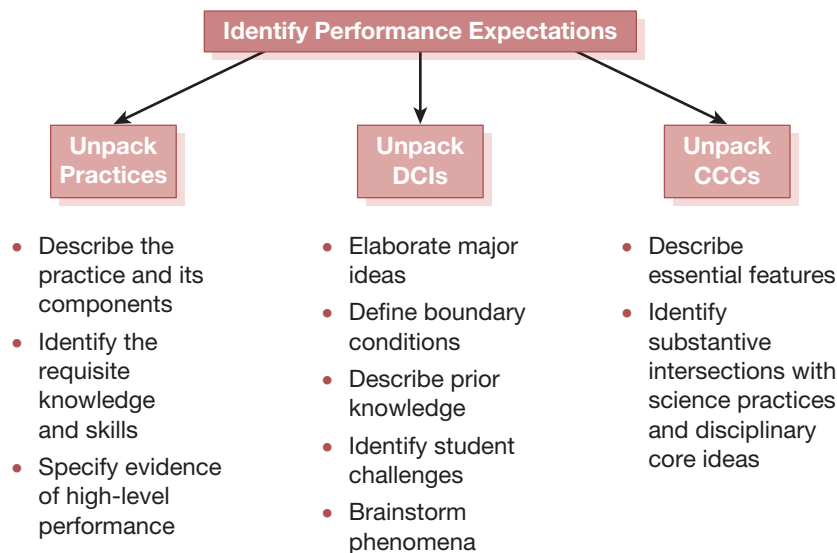 Identify Performance Expectations
Unpack
Practices
• Describe the
practice and its
components
• Identify the
requisite
knowledge
and skills
• Specify evidence
of high-level
performance
Unpack
DCIs
• Elaborate major
ideas
• Define boundary
conditions
• Describe prior
knowledge
• Identify student
challenges
• Brainstorm
phenomena
Unpack
CCCs
• Describe
essential features
• Identify
substantive
intersections with
science practices
and disciplinary
core ideas